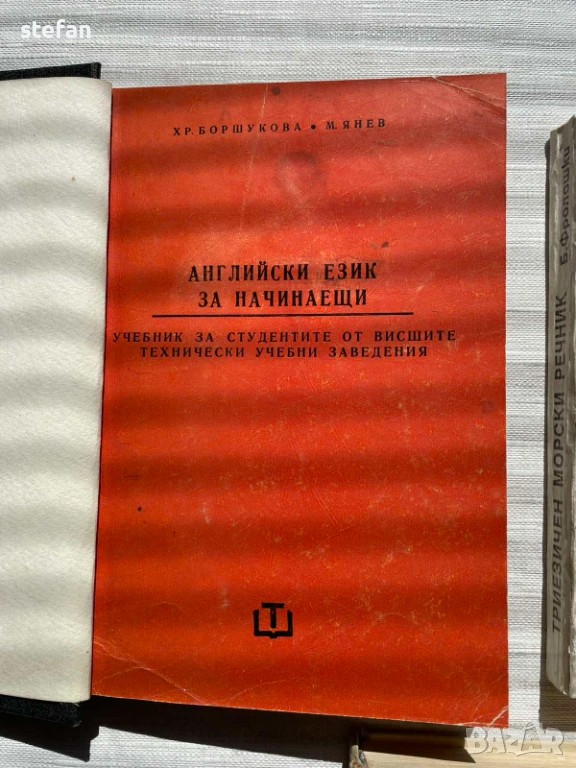 stefan
ХР. БОРШУКОВА • М. ЯНЕВ
АНГЛИЙСКИ ЕЗИК
ЗА НАЧИНАЕЩИ
УЧЕБНИК ЗА СТУДЕНТИТЕ ОТ ВИСШИТЕ
ТЕХНИЧЕСКИ УЧЕБНИ ЗАВЕДЕНИЯ
Т
ТРИЕЗИЧЕН МОРСКИ РЕЧНИК Б. Фролошки
BAZAR